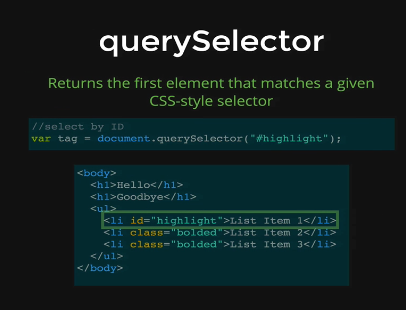 querySelector
Returns the first element that matches a given
CSS-style selector
//select by ID
var tag = document.querySelector("#highlight");
<body>
<h1>Hello</h1>
<h1>Goodbye</h1>
<ul>
<li id="highlight">List Item 1</li>
<li class="bolded">List Item 2</li>
<li class="bolded">List Item 3</li>
</ul>
</body>